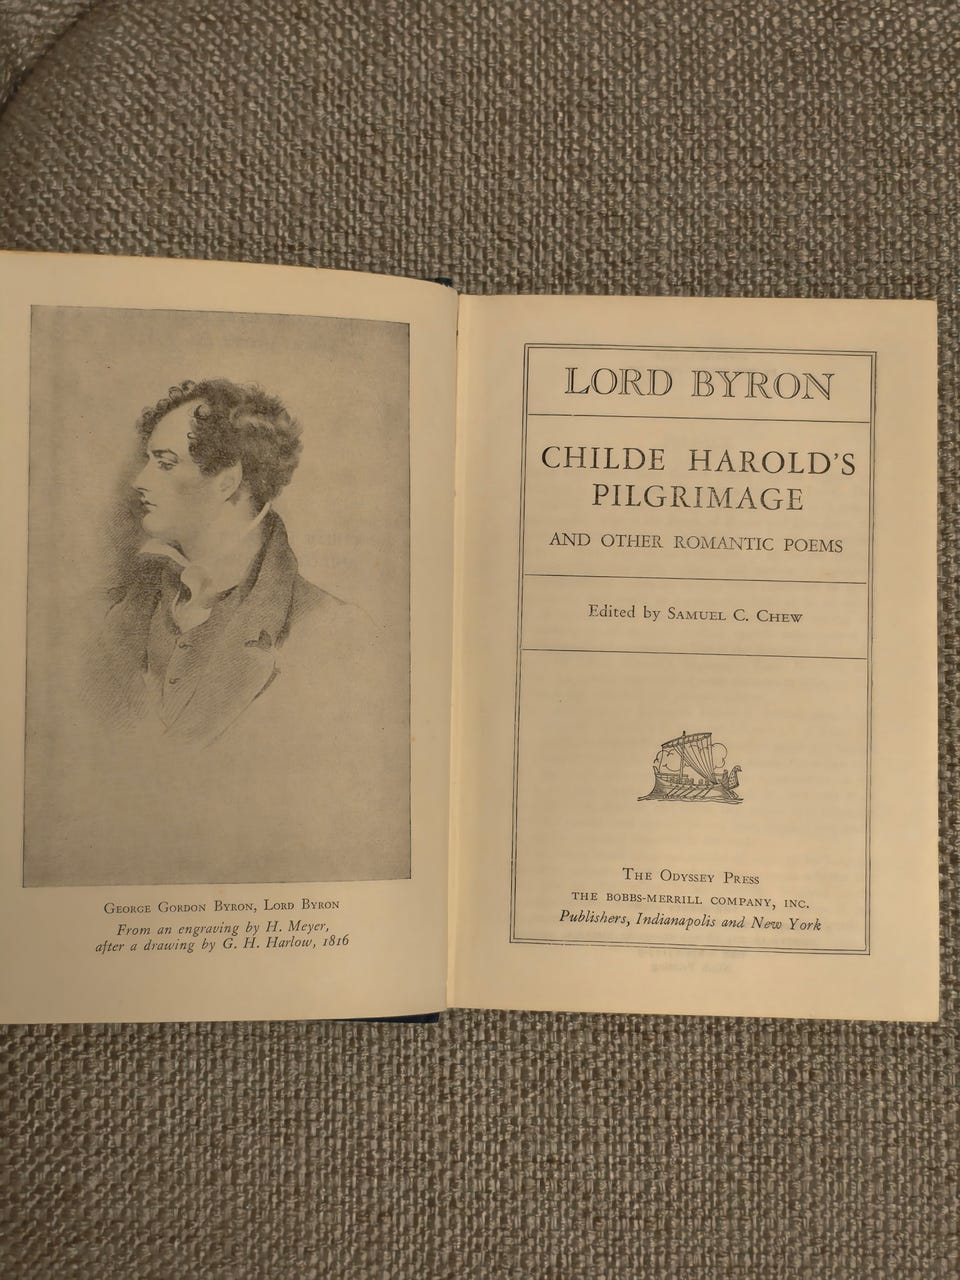 GEORGE GORDON BYRON, LORD BYRON
From an engraving by H. Meyer,
after a drawing by G. H. Harlow, 1816
LORD BYRON
CHILDE HAROLD'S
PILGRIMAGE
AND OTHER ROMANTIC POEMS
Edited by SAMUEL C. CHEW
THE ODYSSEY PRESS
THE BOBBS-MERRILL COMPANY, INC.
Publishers, Indianapolis and New York